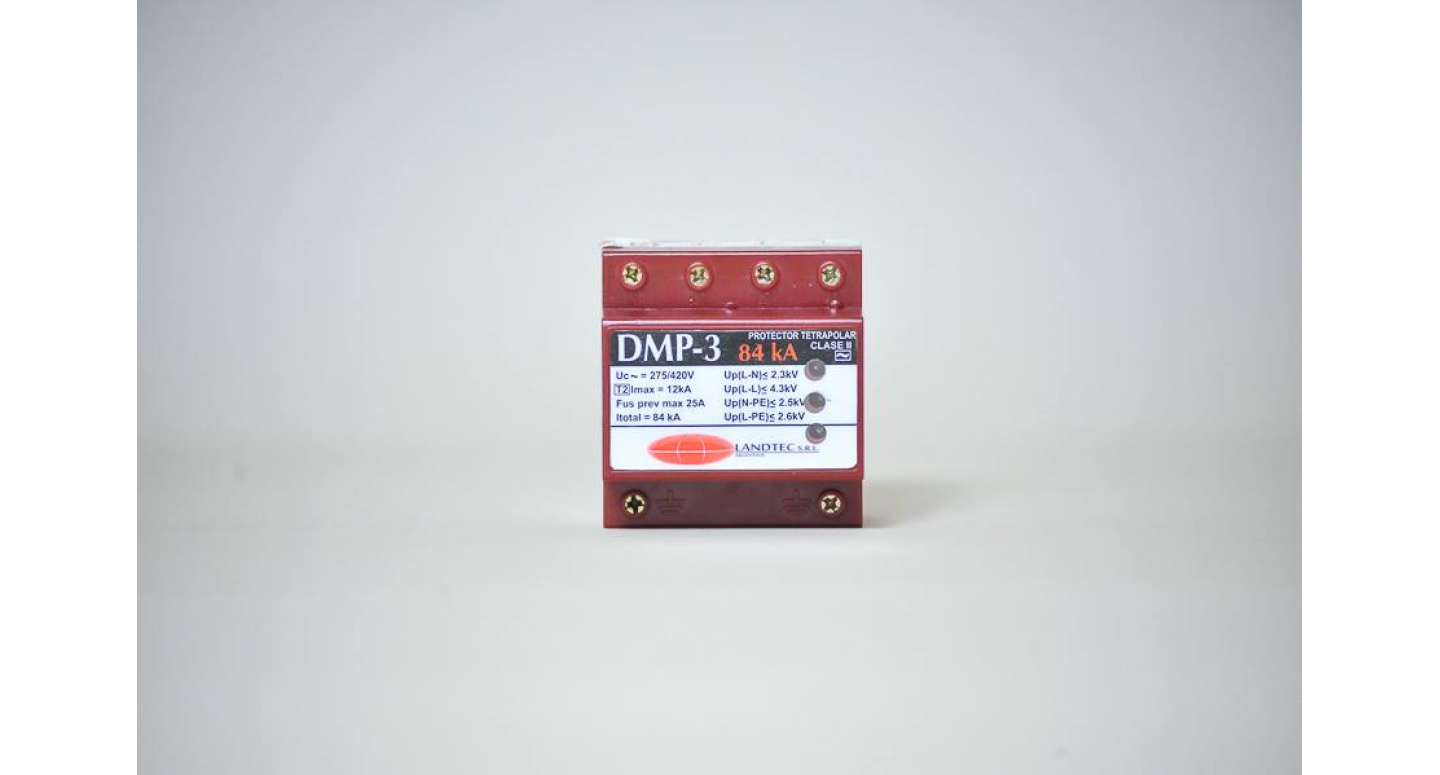 PROTECTOR TETRAPOLAR
DMP-3 84 kA CLASE II
Uc~ = 275/420V Up(L-N)≤ 2.3kV
T2 Imax = 12kA Up(L-L)≤ 4.3kV
Fus prev max 25A Up(N-PE)≤ 2.5kV
Itotal = 84 kA Up(L-PE)≤ 2.6kV
LANDTEC S.R.L.